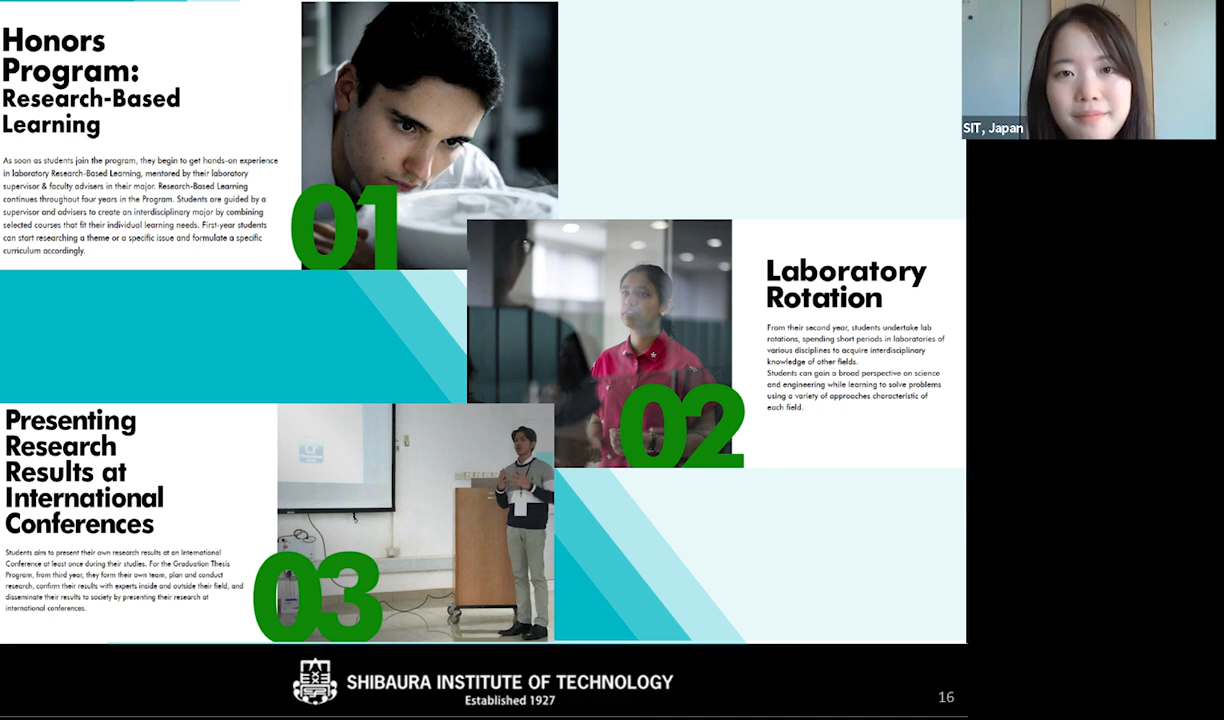 Honors
Program:
Research-Based
Learning
As soon as students join the program, they begin to get hands-on experience
in laboratory Research-Based Learning, mentored by their laboratory
supervisor & faculty advisers in their major. Research-Based Learning
continues throughout four years in the Program. Students are guided by a
supervisor and advisers to create an interdisciplinary major by combining
selected courses that fit their individual learning needs. First-year students
can start researching a theme or a specific issue and formulate a specific
curriculum accordingly.
01
SIT, Japan
Laboratory
Rotation
From their second year, students undertake lab
rotations, spending short periods in laboratories of
various disciplines to acquire interdisciplinary
knowledge of other fields.
Students can gain a broad perspective on science
and engineering while learning to solve problems
using a variety of approaches characteristic of
each field.
02
Presenting
Research
Results at
International
Conferences
Students aim to present their own research results at an International
Conference at least once during their studies. For the Graduation Thesis
Program, from third year, they form their own team, plan and conduct
research, confirm their results with experts inside and outside their field, and
disseminate their results to society by presenting their research at
international conferences.
03
SHIBAURA INSTITUTE OF TECHNOLOGY
Established 1927
16